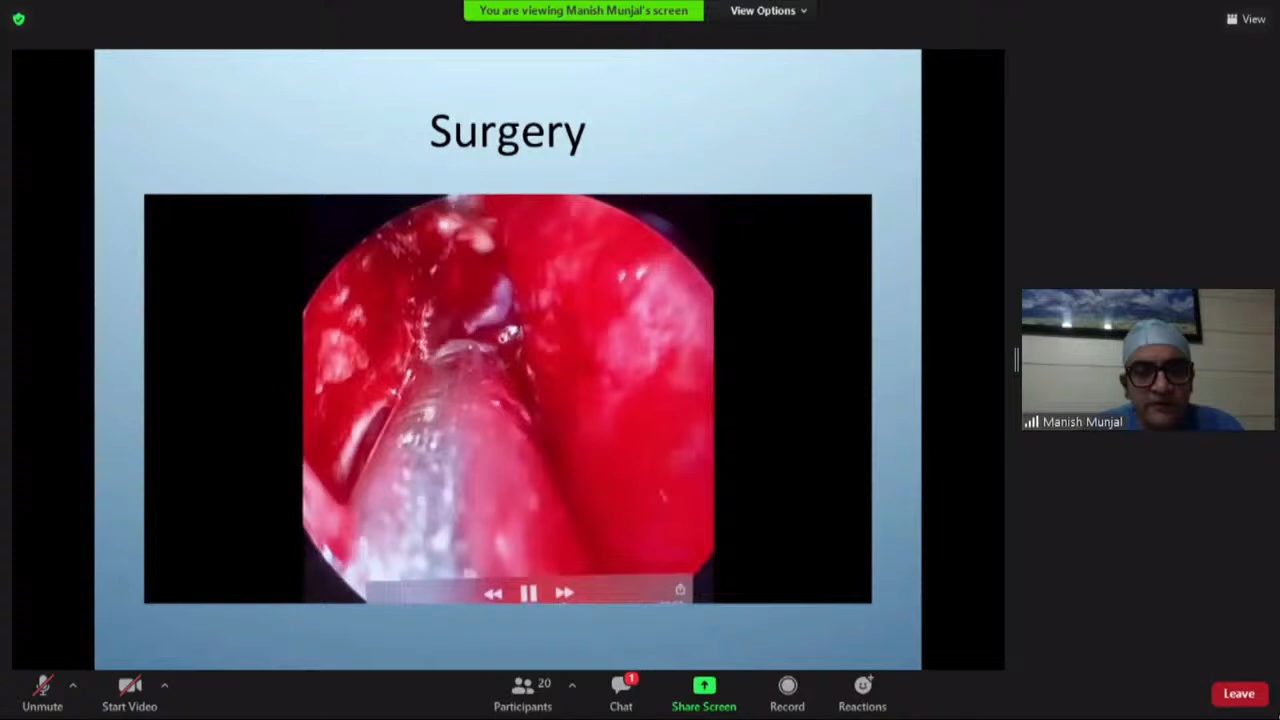 You are viewing Manish Munjal's screen
View Options
View
Surgery
Manish Munjal
Unmute
Start Video
20
Participants
1
Chat
Share Screen
Record
Reactions
Leave